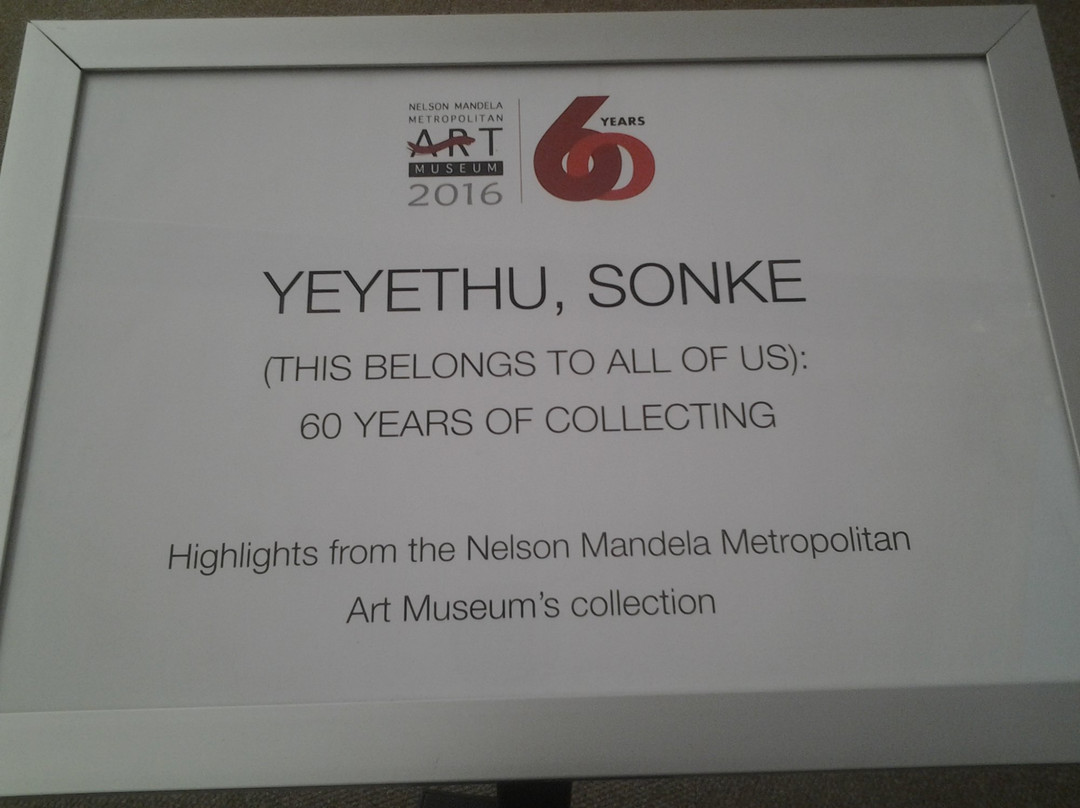 NELSON MANDELA
METROPOLITAN
ART
MUSEUM
2016
60 YEARS
YEYETHU, SONKE
(THIS BELONGS TO ALL OF US):
60 YEARS OF COLLECTING
Highlights from the Nelson Mandela Metropolitan
Art Museum's collection